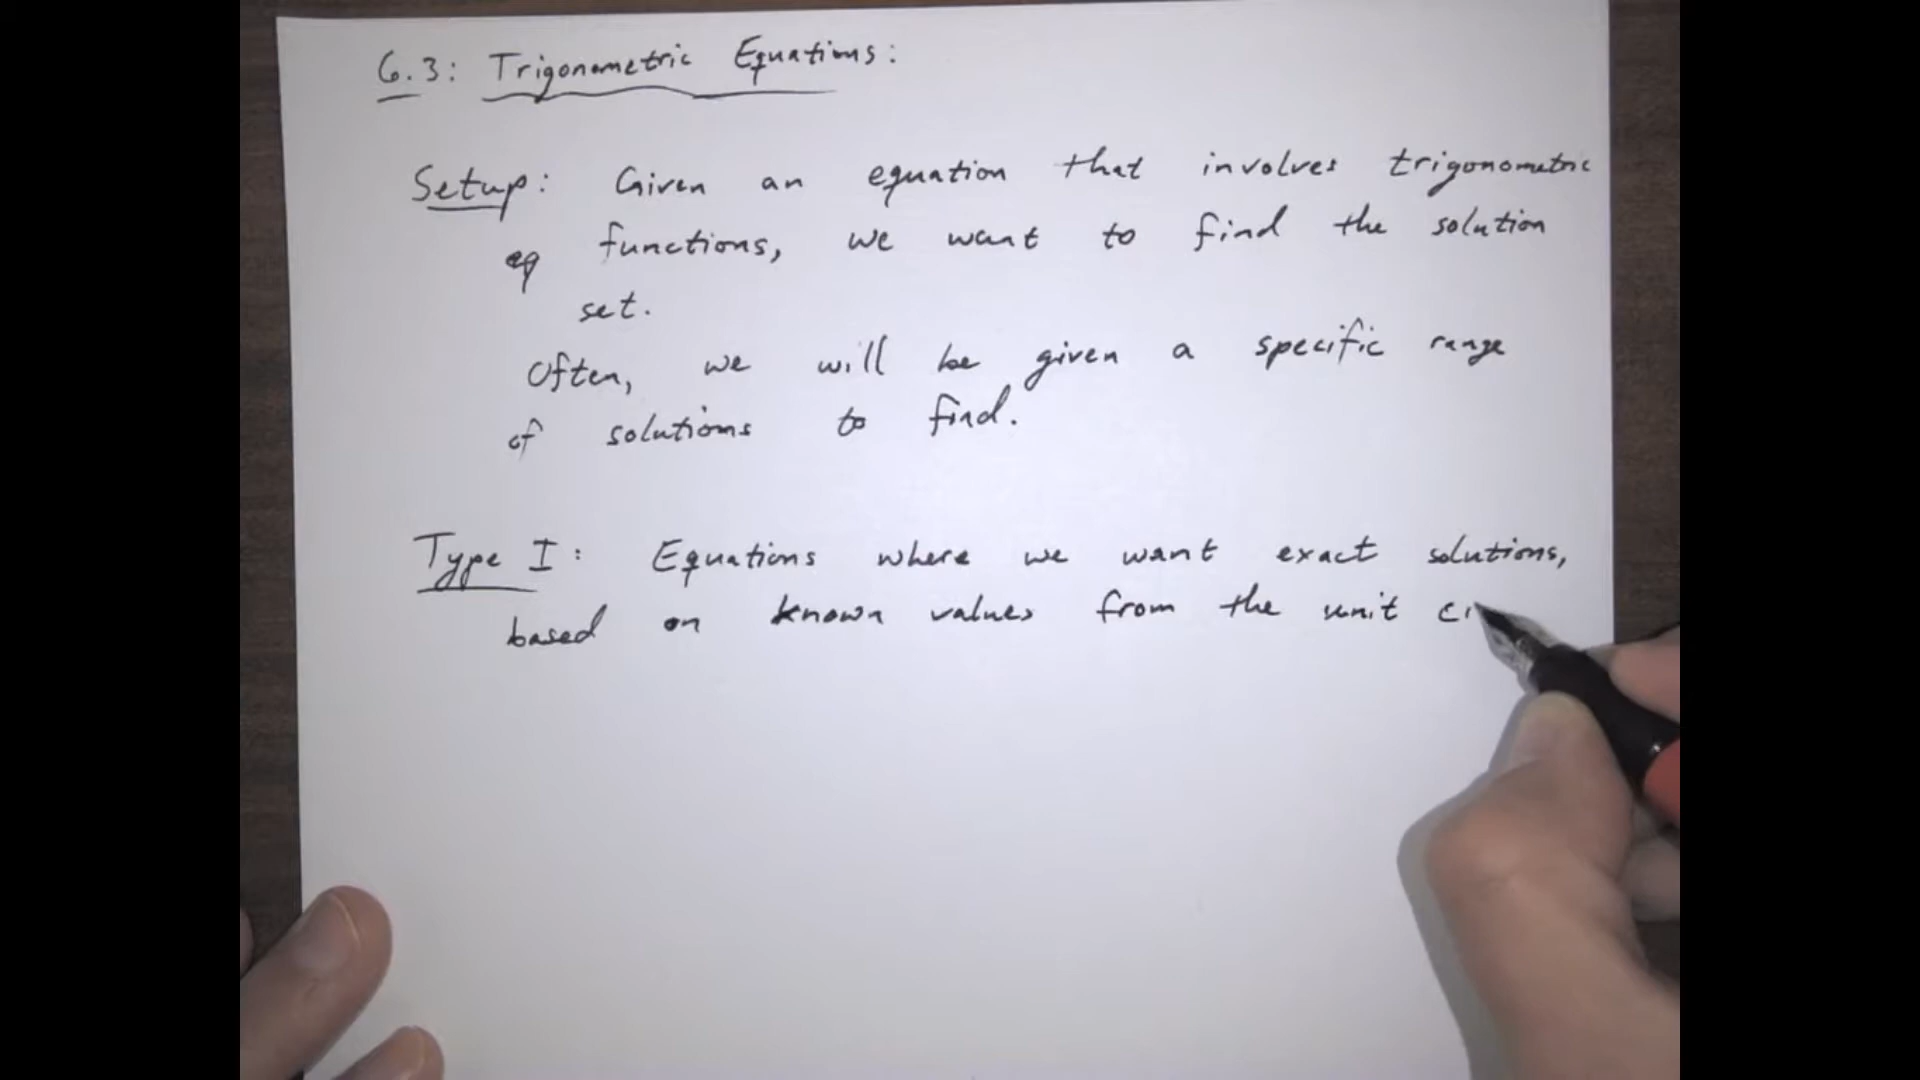 6.3: Trigonometric Equations:
Setup: Given an equation that involves trigonometric
eq functions, we want to find the solution
set.
Often, we will be given a specific range
of solutions to find.
Type I: Equations where we want exact solutions,
based on known values from the unit ci